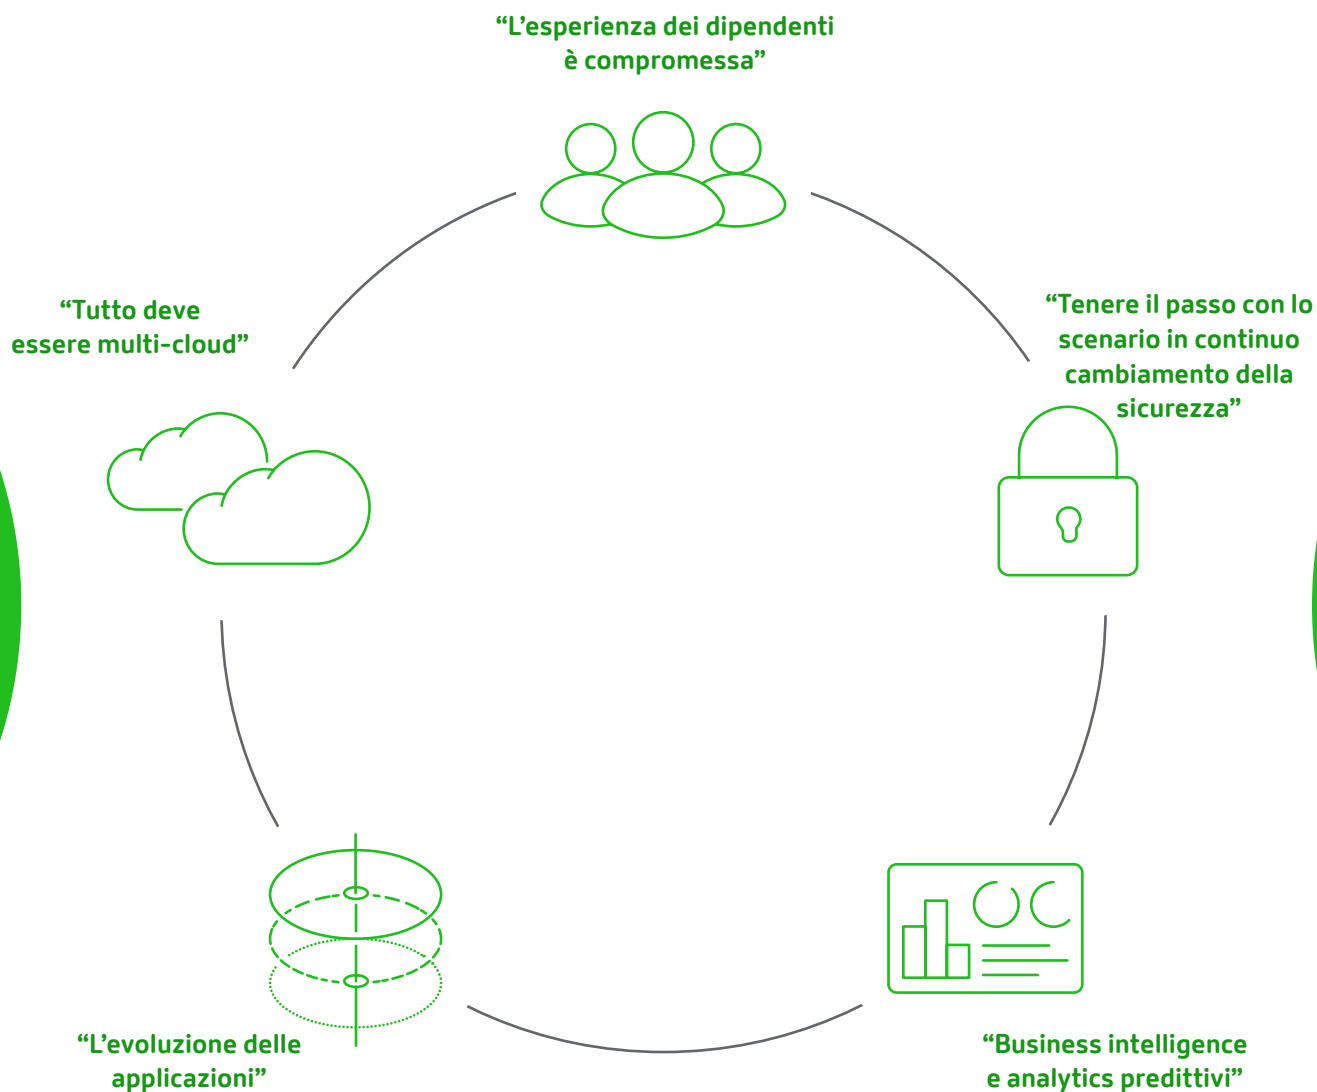 “L’esperienza dei dipendenti
è compromessa”
“Tutto deve
essere multi-cloud”
“Tenere il passo con lo
scenario in continuo
cambiamento della
sicurezza”
“L’evoluzione delle
applicazioni”
“Business intelligence
e analytics predittivi”